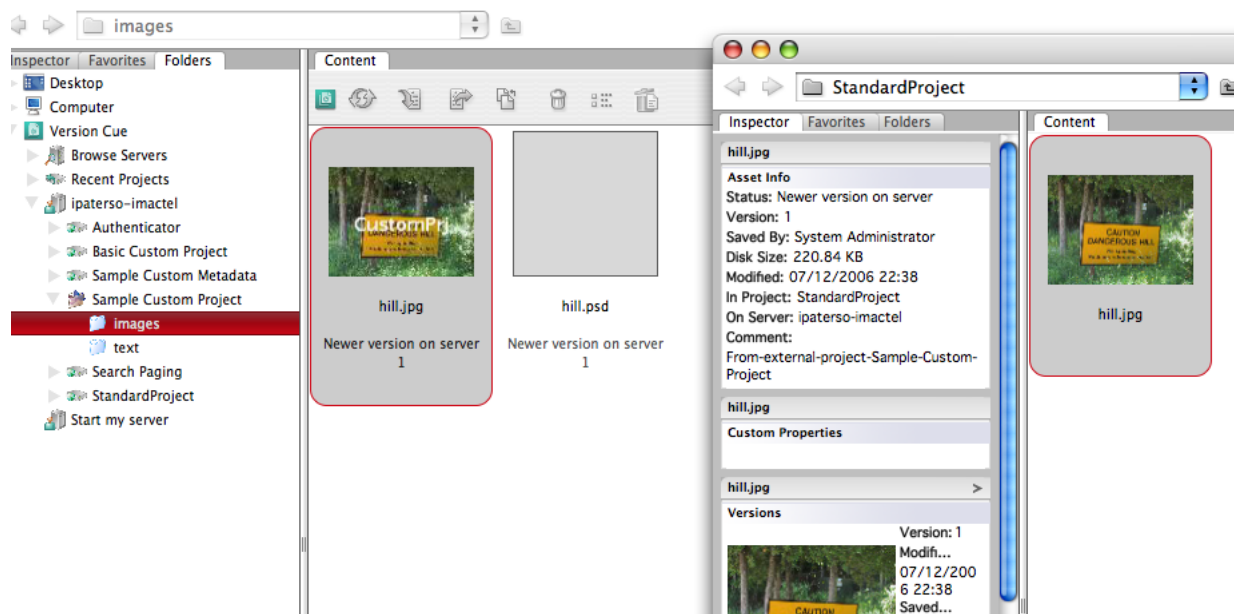 images
Inspector Favorites Folders
Desktop
Computer
Version Cue
Browse Servers
Recent Projects
ipaterso-imactel
Authenticator
Basic Custom Project
Sample Custom Metadata
Sample Custom Project
images
text
Search Paging
StandardProject
Start my server
Content
CustomPrj
DANGEROUS HILL
hill.jpg
Newer version on server
1
hill.psd
Newer version on server
1
StandardProject
Inspector Favorites Folders
hill.jpg
Asset Info
Status: Newer version on server
Version: 1
Saved By: System Administrator
Disk Size: 220.84 KB
Modified: 07/12/2006 22:38
In Project: StandardProject
On Server: ipaterso-imactel
Comment:
From-external-project-Sample-Custom-
Project
hill.jpg
Custom Properties
hill.jpg >
Versions
Version: 1
Modifi...
07/12/200
6 22:38
Saved...
CAUTION
Content
CAUTION
DANGEROUS HILL
hill.jpg